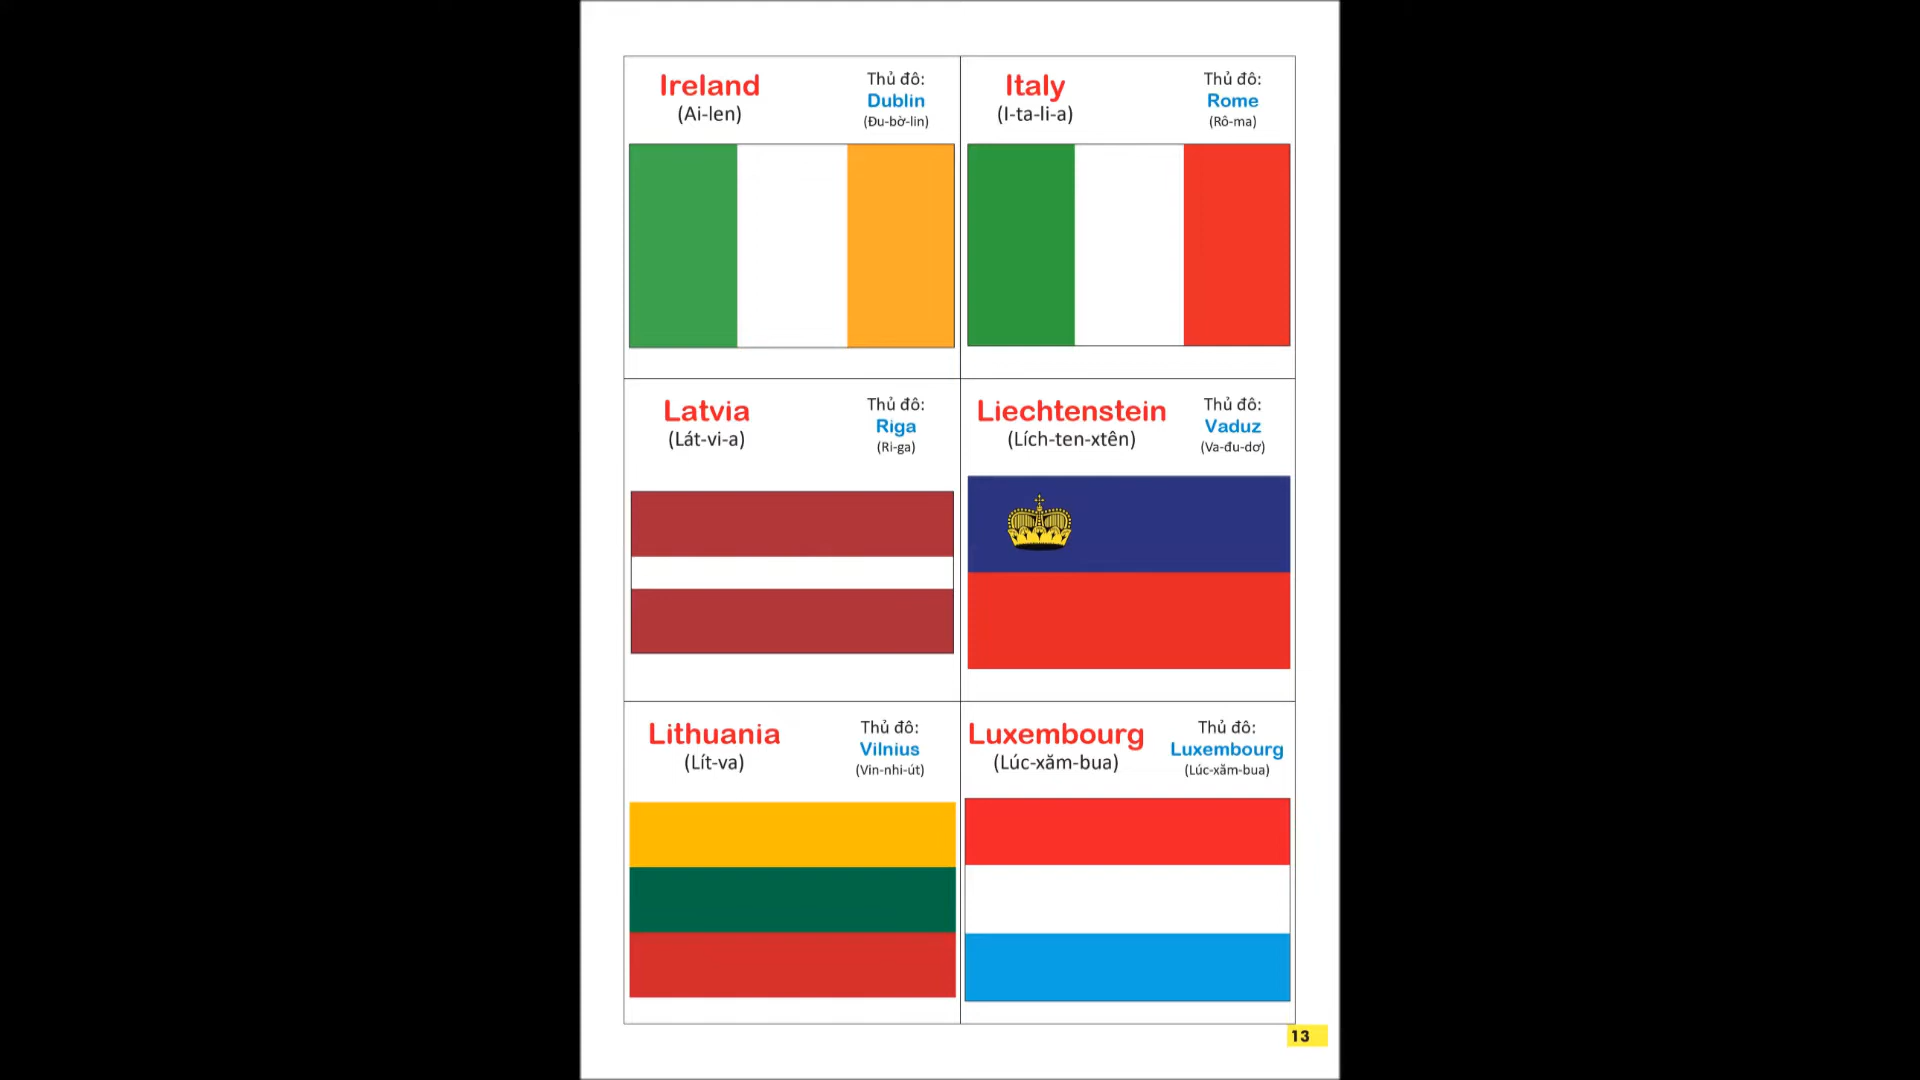 Ireland
(Ai-len)
Thủ đô:
Dublin
(Đu-bờ-lin)
Italy
(I-ta-li-a)
Thủ đô:
Rome
(Rô-ma)
Latvia
(Lát-vi-a)
Thủ đô:
Riga
(Ri-ga)
Liechtenstein
(Lích-ten-xtên)
Thủ đô:
Vaduz
(Va-đu-dơ)
Lithuania
(Lít-va)
Thủ đô:
Vilnius
(Vin-nhi-út)
Luxembourg
(Lúc-xăm-bua)
Thủ đô:
Luxembourg
(Lúc-xăm-bua)
13